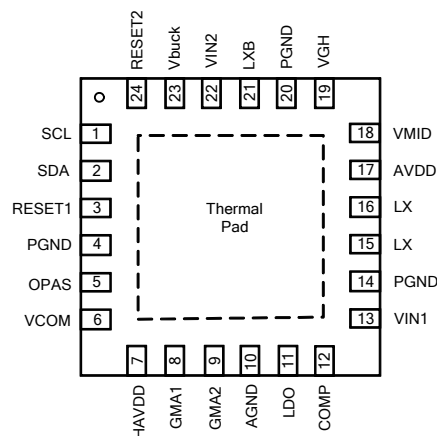 RESET2
Vbuck
VIN2
LXB
PGND
VGH
24
23
22
21
20
19
SCL 1
SDA 2
RESET1 3
PGND 4
OPAS 5
VCOM 6
Thermal
Pad
18 VMID
17 AVDD
16 LX
15 LX
14 PGND
13 VIN1
7
8
9
10
11
12
HAVDD
GMA1
GMA2
AGND
LDO
COMP